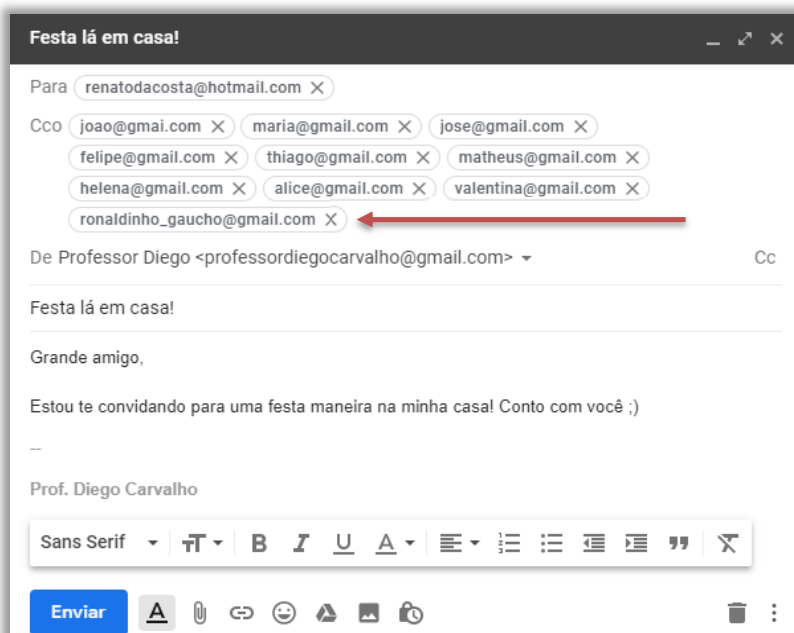 Festa lá em casa!
Para renatodacosta@hotmail.com
Cco joao@gmai.com maria@gmail.com jose@gmail.com
felipe@gmail.com thiago@gmail.com matheus@gmail.com
helena@gmail.com alice@gmail.com valentina@gmail.com
ronaldinho_gaucho@gmail.com
De Professor Diego <professordiegocarvalho@gmail.com> Cc
Festa lá em casa!
Grande amigo,
Estou te convidando para uma festa maneira na minha casa! Conto com você ;)
--
Prof. Diego Carvalho
Sans Serif B I U A
Enviar A